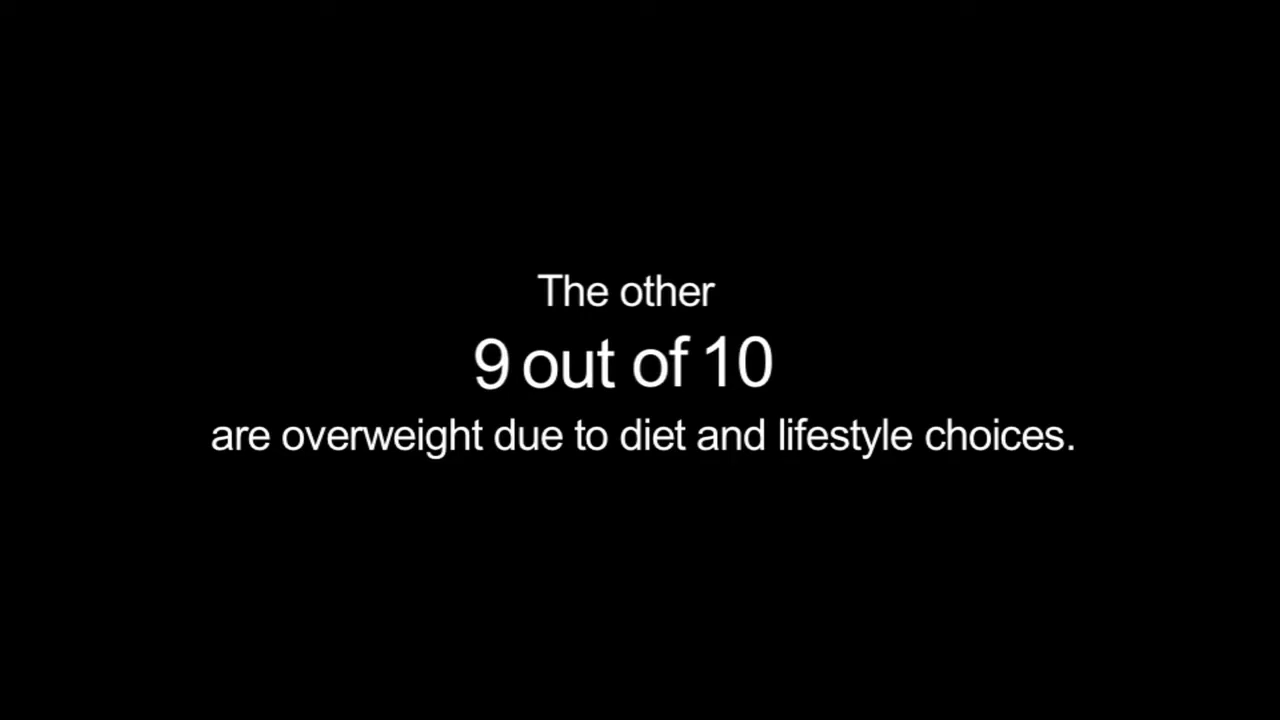 The other
9 out of 10
are overweight due to diet and lifestyle choices.